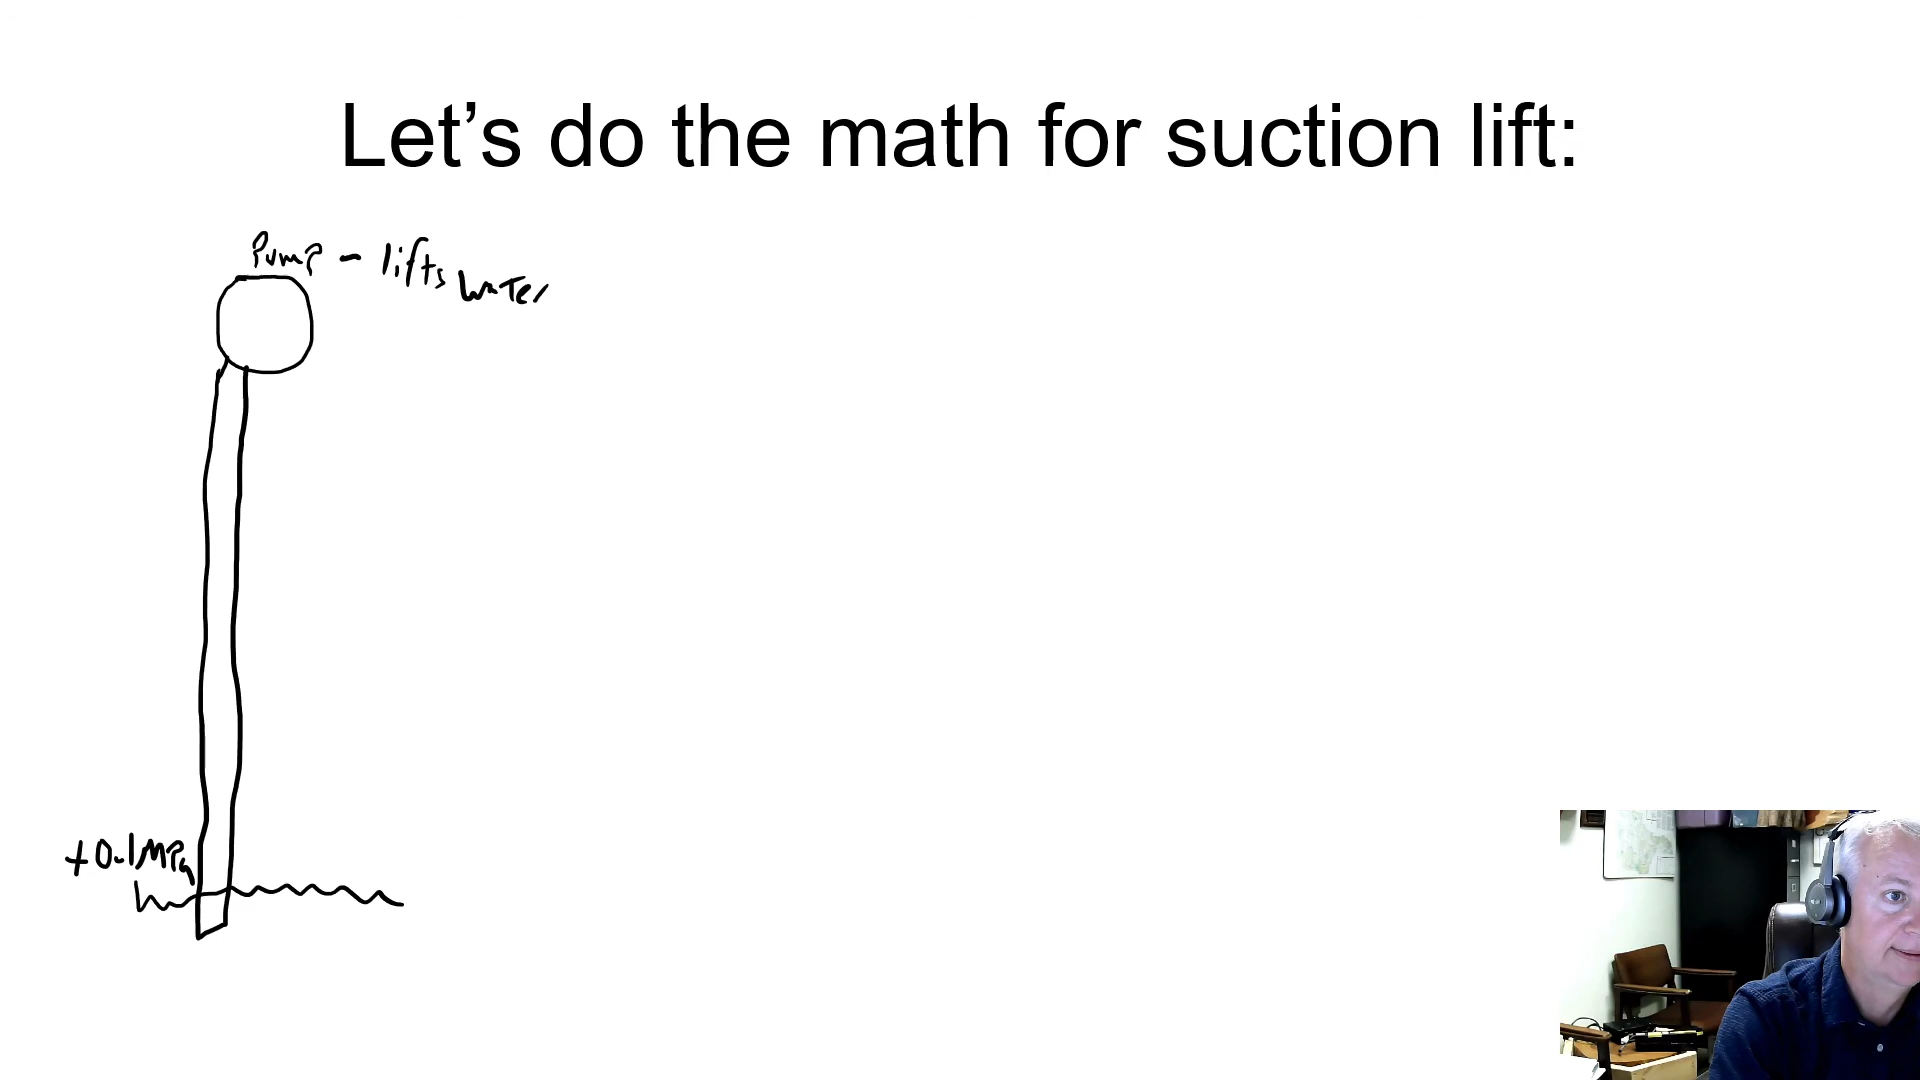 Let’s do the math for suction lift:
Pump - lifts water
+0.1MPa